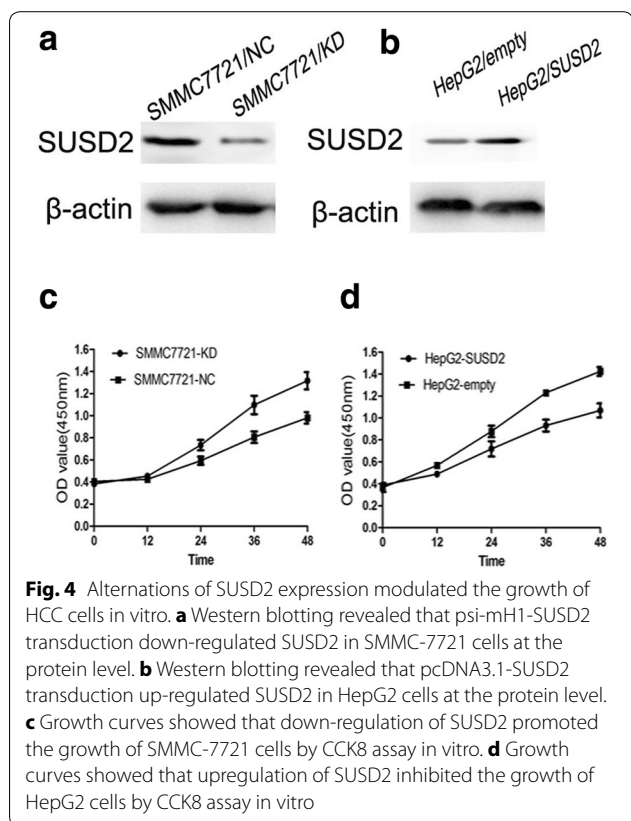 a
SMMC7721/NC
SMMC7721/KD
SUSD2
β-actin
b
HepG2/empty
HepG2/SUSD2
SUSD2
β-actin
c
SMMC7721-KD
SMMC7721-NC
OD value(450nm)
1.6
1.4
1.2
1.0
0.8
0.6
0.4
0.2
0.0
0 12 24 36 48
Time
d
HepG2-SUSD2
HepG2-empty
OD value(450nm)
1.6
1.4
1.2
1.0
0.8
0.6
0.4
0.2
0.0
0 12 24 36 48
Time
Fig. 4 Alternations of SUSD2 expression modulated the growth of
HCC cells in vitro. a Western blotting revealed that psi-mH1-SUSD2
transduction down-regulated SUSD2 in SMMC-7721 cells at the
protein level. b Western blotting revealed that pcDNA3.1-SUSD2
transduction up-regulated SUSD2 in HepG2 cells at the protein level.
c Growth curves showed that down-regulation of SUSD2 promoted
the growth of SMMC-7721 cells by CCK8 assay in vitro. d Growth
curves showed that upregulation of SUSD2 inhibited the growth of
HepG2 cells by CCK8 assay in vitro